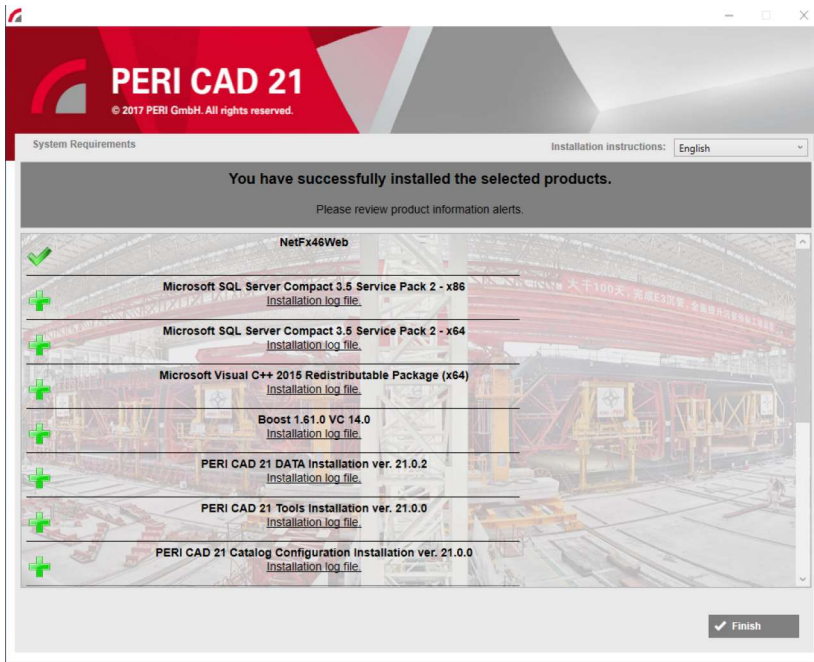 PERI CAD 21
© 2017 PERI GmbH. All rights reserved.
System Requirements
Installation instructions: English
You have successfully installed the selected products.
Please review product information alerts.
NetFx46Web
Microsoft SQL Server Compact 3.5 Service Pack 2 - x86
Installation log file.
Microsoft SQL Server Compact 3.5 Service Pack 2 - x64
Installation log file.
Microsoft Visual C++ 2015 Redistributable Package (x64)
Installation log file.
Boost 1.61.0 VC 14.0
Installation log file.
PERI CAD 21 DATA Installation ver. 21.0.2
Installation log file.
PERI CAD 21 Tools Installation ver. 21.0.0
Installation log file.
PERI CAD 21 Catalog Configuration Installation ver. 21.0.0
Installation log file.
Finish